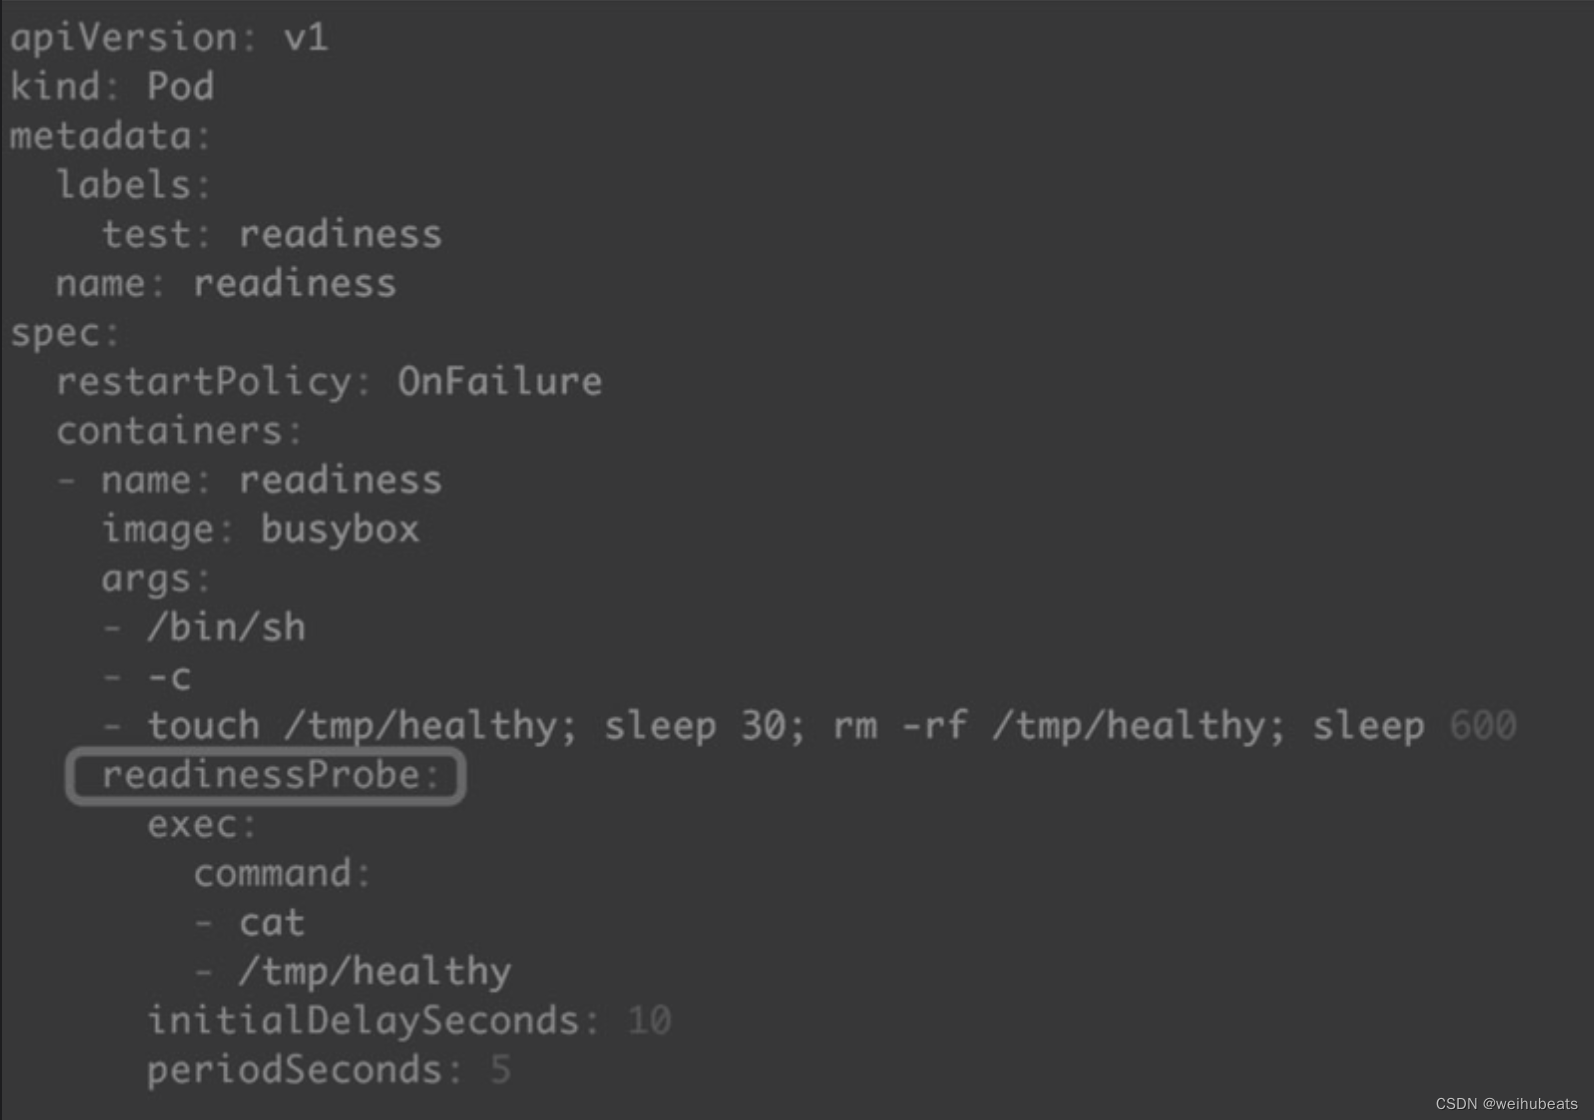 apiVersion: v1
kind: Pod
metadata:
  labels:
    test: readiness
  name: readiness
spec:
  restartPolicy: OnFailure
  containers:
  - name: readiness
    image: busybox
    args:
    - /bin/sh
    - -c
    - touch /tmp/healthy; sleep 30; rm -rf /tmp/healthy; sleep 600
    readinessProbe:
      exec:
        command:
        - cat
        - /tmp/healthy
      initialDelaySeconds: 10
      periodSeconds: 5
CSDN @weihubeats